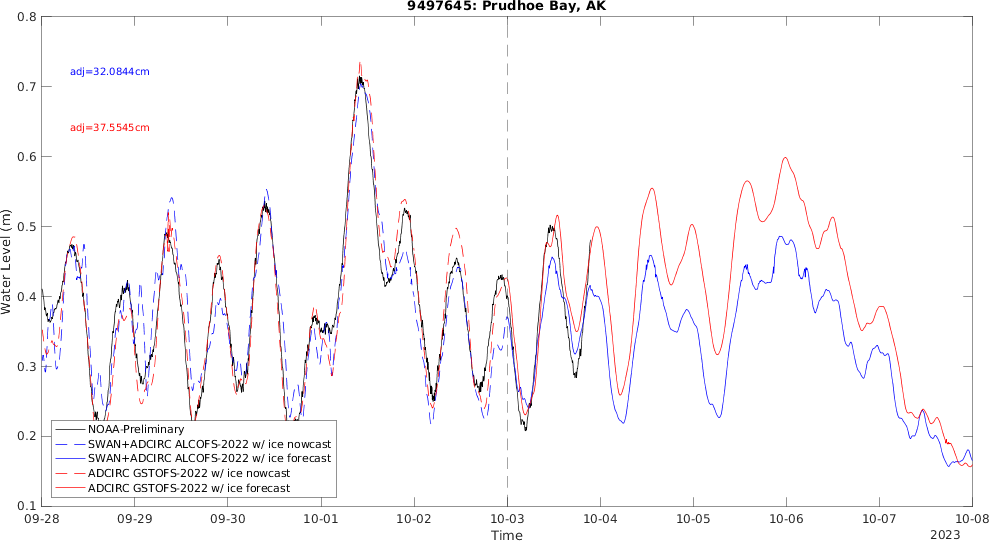 9497645: Prudhoe Bay, AK
0.8
0.7
0.6
0.5
0.4
0.3
0.2
0.1
Water Level (m)
adj=32.0844cm
adj=37.5545cm
NOAA-Preliminary
SWAN+ADCIRC ALCOFS-2022 w/ ice nowcast
SWAN+ADCIRC ALCOFS-2022 w/ ice forecast
ADCIRC GSTOFS-2022 w/ ice nowcast
ADCIRC GSTOFS-2022 w/ ice forecast
09-28 09-29 09-30 10-01 10-02 10-03 10-04 10-05 10-06 10-07 10-08
Time
2023